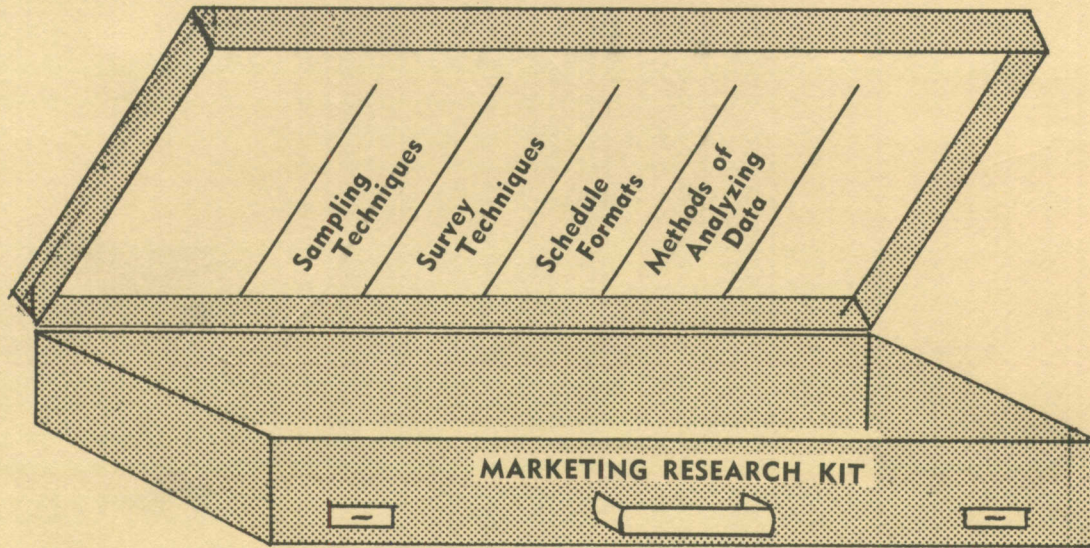 Sampling
Techniques
Survey
Techniques
Schedule
Formats
Methods of
Analyzing
Data
MARKETING RESEARCH KIT